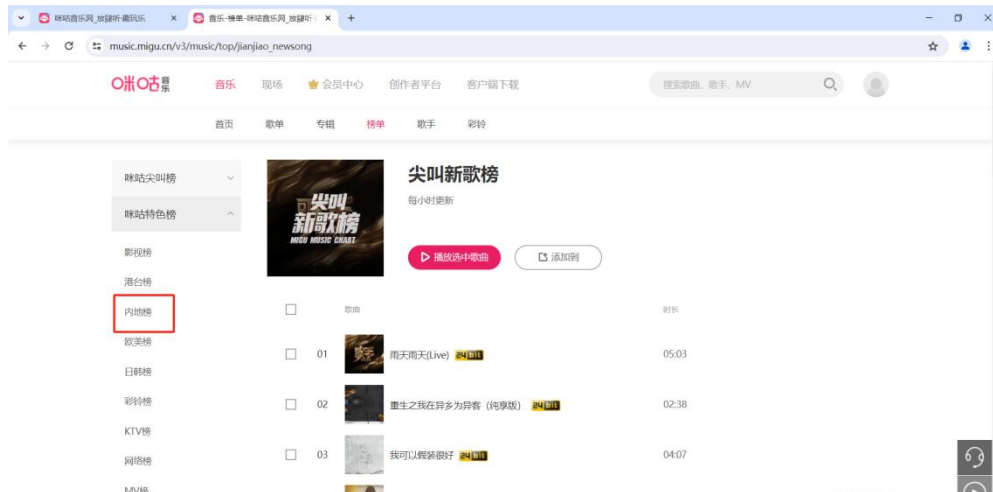 咪咕音乐网_放肆听·趣玩乐
音乐-榜单-咪咕音乐网_放肆听
music.migu.cn/v3/music/top/jianjiao_newsong
咪咕音乐 音乐 现场 会员中心 创作者平台 客户端下载 搜索歌曲、歌手、MV
首页 歌单 专辑 榜单 歌手 彩铃
咪咕尖叫榜
咪咕特色榜
影视榜
港台榜
内地榜
欧美榜
日韩榜
彩铃榜
KTV榜
网络榜
MV榜
尖叫
新歌榜
MIGU MUSIC CHART
尖叫新歌榜
每小时更新
播放选中歌曲 添加到
歌曲 时长
01 歌手 雨天雨天(Live) 24bit 05:03
02 重生之我在异乡为异客（纯享版） 24bit 02:38
03 我可以假装很好 24bit 04:07